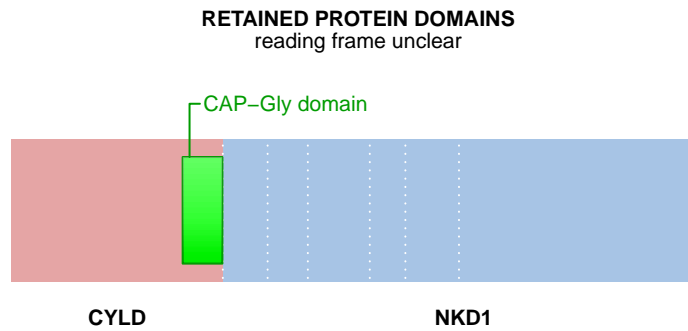 RETAINED PROTEIN DOMAINS
reading frame unclear
CAP−Gly domain
CYLD
NKD1